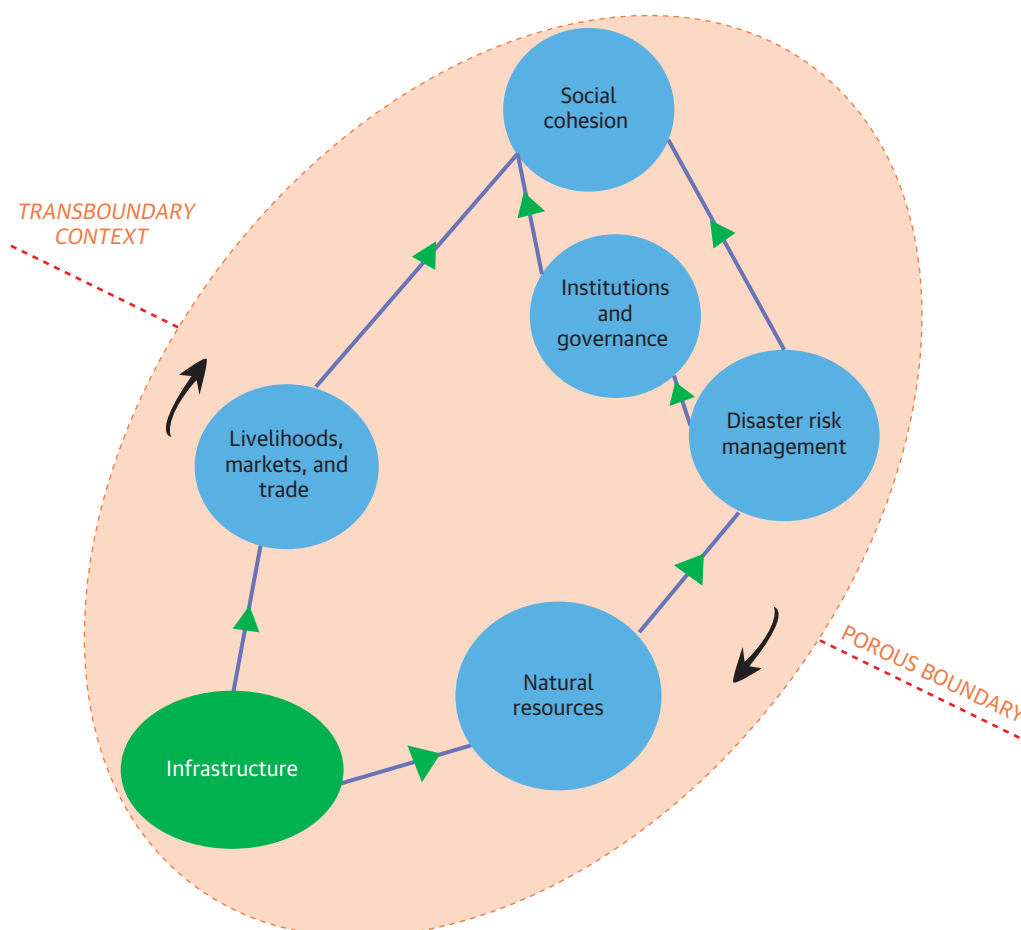 Social
cohesion
TRANSBOUNDARY
CONTEXT
Institutions
and
governance
Disaster risk
management
Livelihoods,
markets, and
trade
POROUS BOUNDARY
Natural
resources
Infrastructure